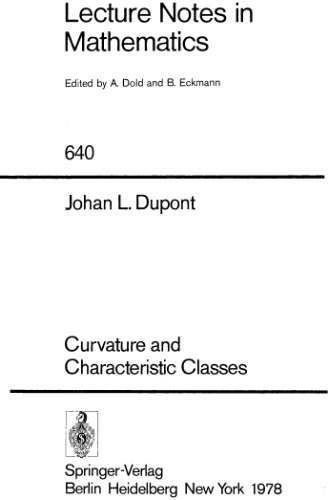 Lecture Notes in
Mathematics
Edited by A. Dold and B. Eckmann
640
Johan L. Dupont
Curvature and
Characteristic Classes
Springer-Verlag
Berlin Heidelberg New York 1978